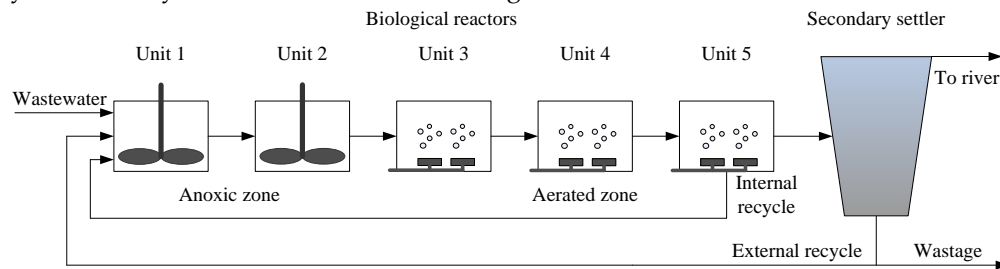 Biological reactors
Secondary settler
Unit 1
Unit 2
Unit 3
Unit 4
Unit 5
To river
Wastewater
Anoxic zone
Aerated zone
Internal
recycle
External recycle
Wastage